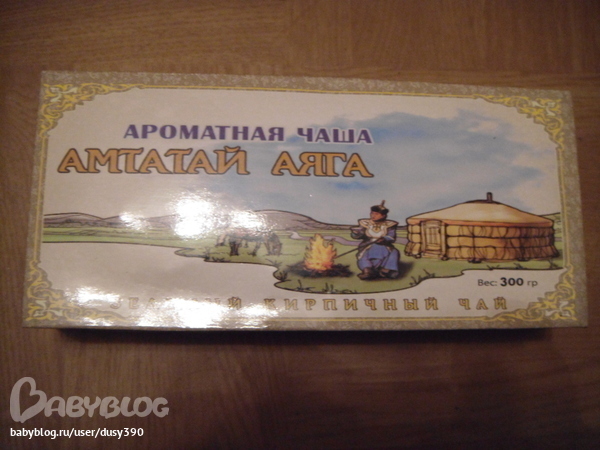 АРОМАТНАЯ ЧАША
АМТАТАЙ АЯГА
Вес: 300 гр
КИРПИЧНЫЙ ЧАЙ
BABYBLOG
babyblog.ru/user/dusy390